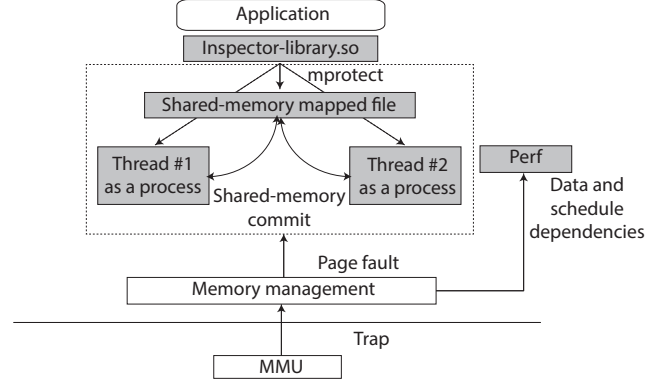 Application
Inspector-library.so
mprotect
Shared-memory mapped file
Thread #1
as a process
Thread #2
as a process
Shared-memory
commit
Perf
Data and
schedule
dependencies
Page fault
Memory management
Trap
MMU